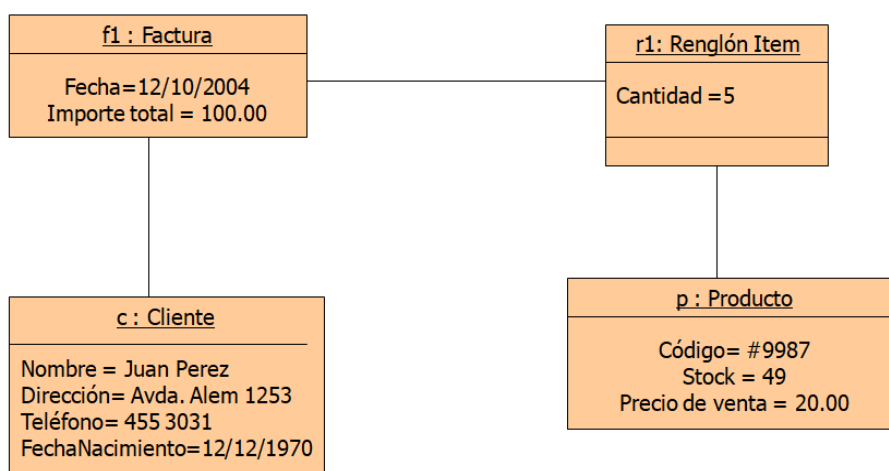 f1 : Factura
Fecha=12/10/2004
Importe total = 100.00
r1: Renglón Item
Cantidad =5
c : Cliente
Nombre = Juan Perez
Dirección= Avda. Alem 1253
Teléfono= 455 3031
FechaNacimiento=12/12/1970
p : Producto
Código= #9987
Stock = 49
Precio de venta = 20.00